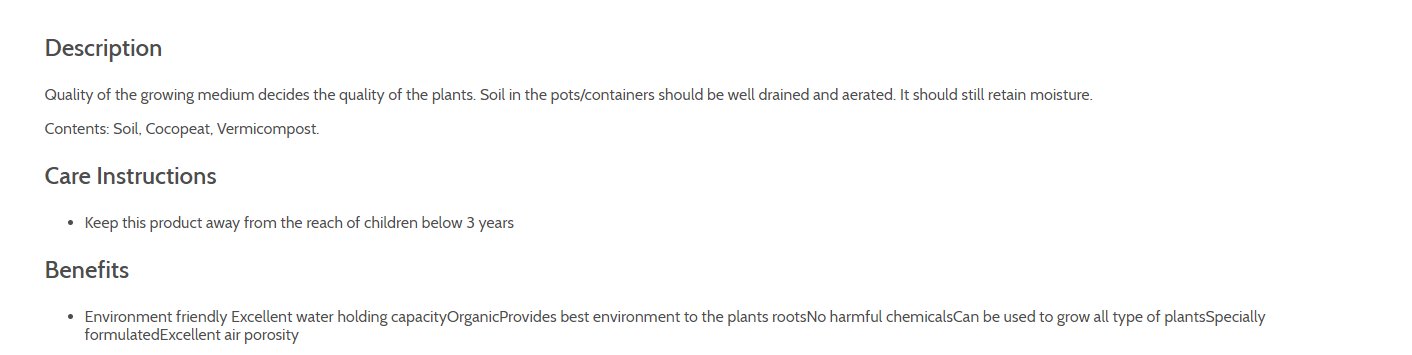 Description
Quality of the growing medium decides the quality of the plants. Soil in the pots/containers should be well drained and aerated. It should still retain moisture.
Contents: Soil, Cocopeat, Vermicompost.
Care Instructions
• Keep this product away from the reach of children below 3 years
Benefits
• Environment friendly Excellent water holding capacityOrganicProvides best environment to the plants rootsNo harmful chemicalsCan be used to grow all type of plantsSpecially
formulatedExcellent air porosity